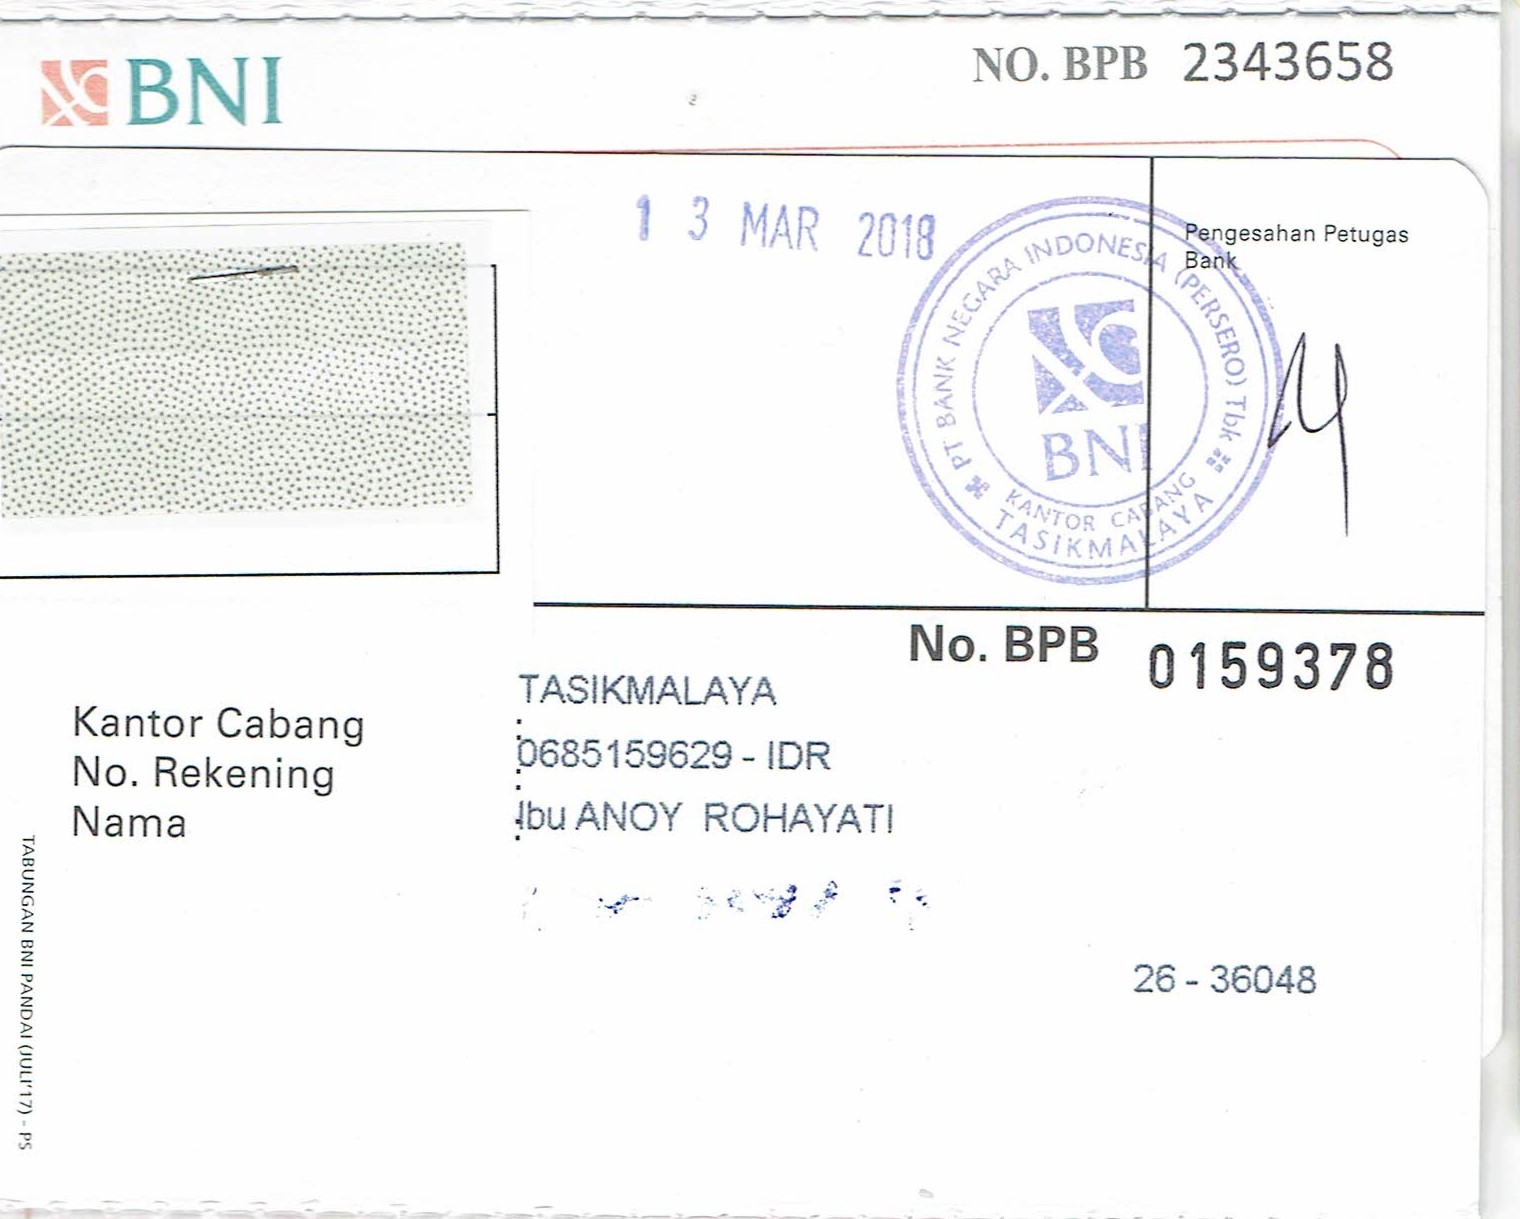 BNI
NO. BPB 2343658
1 3 MAR 2018
Pengesahan Petugas
Bank
PT BANK NEGARA INDONESIA (PERSERO) Tbk
BNI
KANTOR CABANG
TASIKMALAYA
No. BPB 0159378
Kantor Cabang : TASIKMALAYA
No. Rekening : 0685159629 - IDR
Nama : Ibu ANOY ROHAYATI
26 - 36048
TABUNGAN BNI PANDAI (JULI'17) - PS